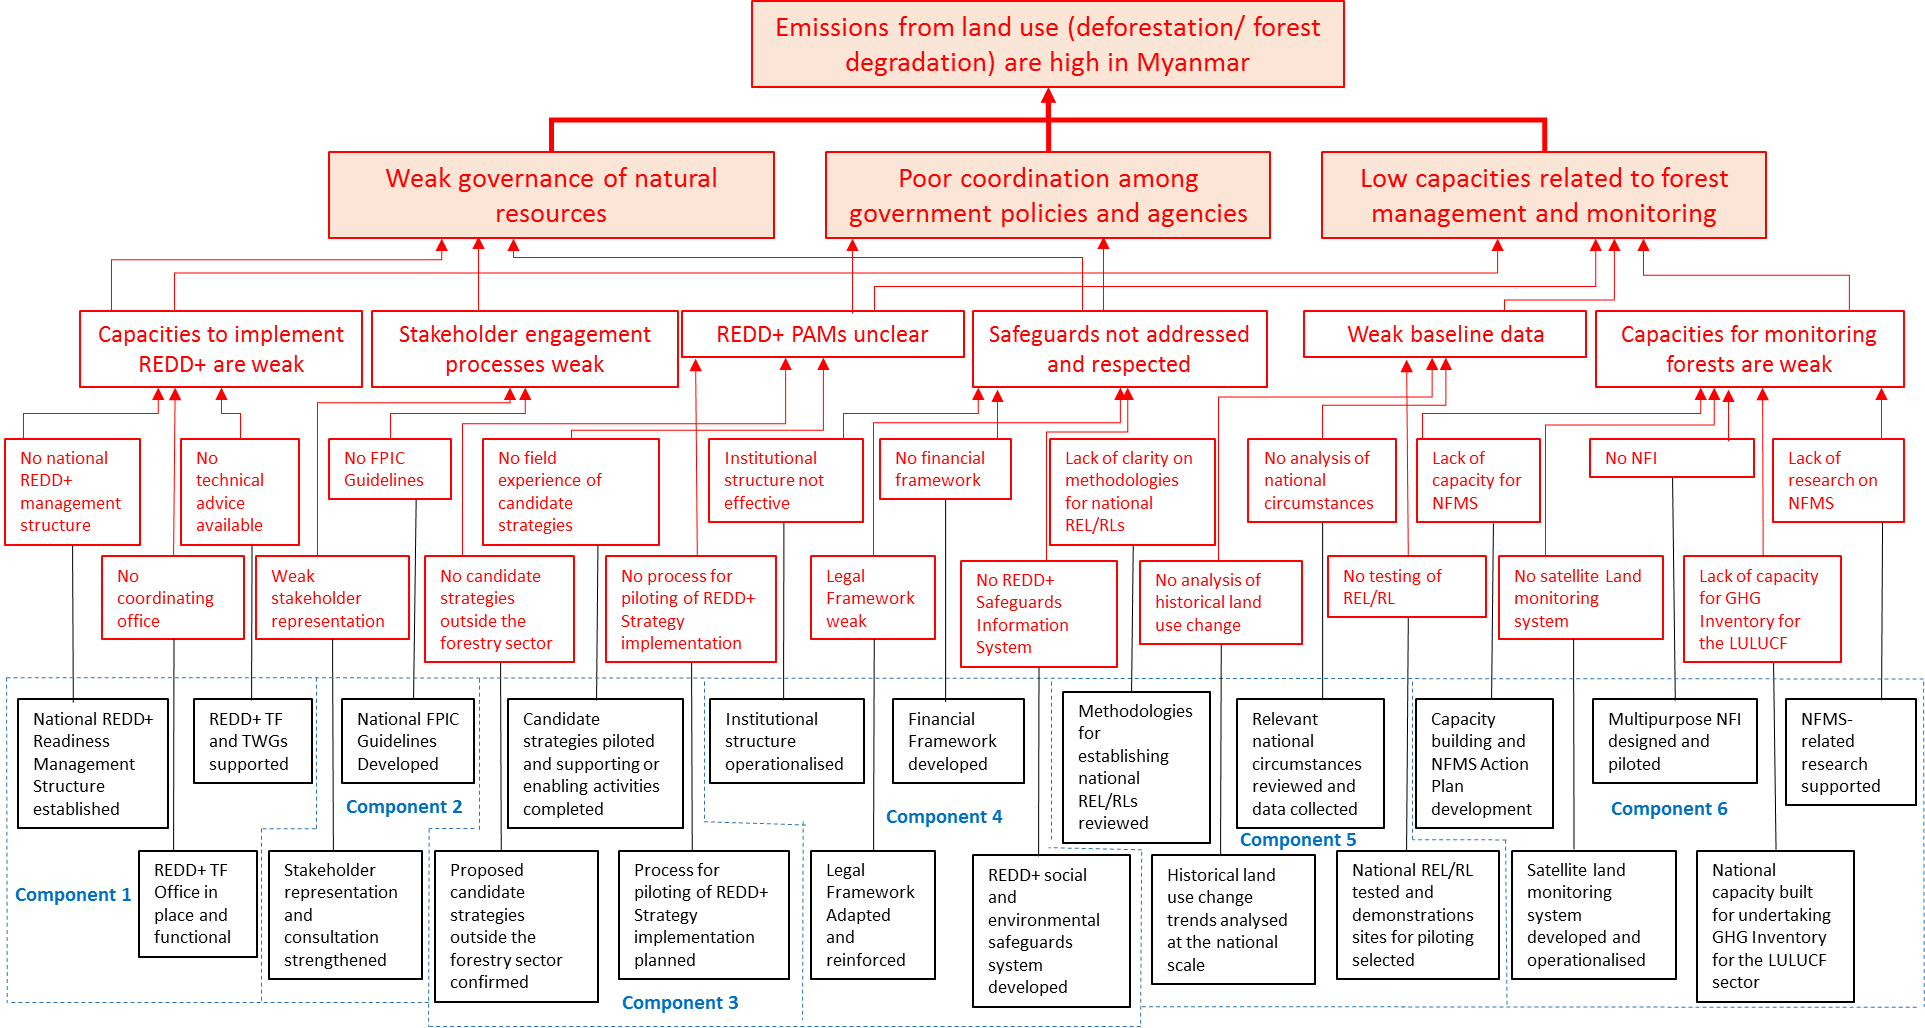 Emissions from land use (deforestation/ forest
degradation) are high in Myanmar
Weak governance of natural
resources
Poor coordination among
government policies and agencies
Low capacities related to forest
management and monitoring
Capacities to implement
REDD+ are weak
Stakeholder engagement
processes weak
REDD+ PAMs unclear
Safeguards not addressed
and respected
Weak baseline data
Capacities for monitoring
forests are weak
No national
REDD+
management
structure
No
technical
advice
available
No FPIC
Guidelines
No field
experience of
candidate
strategies
Institutional
structure not
effective
No financial
framework
Lack of clarity on
methodologies
for national
REL/RLs
No analysis of
national
circumstances
Lack of
capacity for
NFMS
No NFI
Lack of
research on
NFMS
No
coordinating
office
Weak
stakeholder
representation
No candidate
strategies
outside the
forestry sector
No process for
piloting of REDD+
Strategy
implementation
Legal
Framework
weak
No REDD+
Safeguards
Information
System
No analysis of
historical land
use change
No testing of
REL/RL
No satellite Land
monitoring
system
Lack of capacity
for GHG
Inventory for
the LULUCF
National REDD+
Readiness
Management
Structure
established
REDD+ TF
and TWGs
supported
National FPIC
Guidelines
Developed
Candidate
strategies piloted
and supporting or
enabling activities
completed
Institutional
structure
operationalised
Financial
Framework
developed
Methodologies
for
establishing
national
REL/RLs
reviewed
Relevant
national
circumstances
reviewed and
data collected
Capacity
building and
NFMS Action
Plan
development
Multipurpose NFI
designed and
piloted
NFMS-
related
research
supported
Component 2
Component 4
Component 5
Component 6
Component 1
REDD+ TF
Office in
place and
functional
Stakeholder
representation
and
consultation
strengthened
Proposed
candidate
strategies
outside the
forestry sector
confirmed
Process for
piloting of REDD+
Strategy
implementation
planned
Component 3
Legal
Framework
Adapted
and
reinforced
REDD+ social
and
environmental
safeguards
system
developed
Historical land
use change
trends analysed
at the national
scale
National REL/RL
tested and
demonstrations
sites for piloting
selected
Satellite land
monitoring
system
developed and
operationalised
National
capacity built
for undertaking
GHG Inventory
for the LULUCF
sector